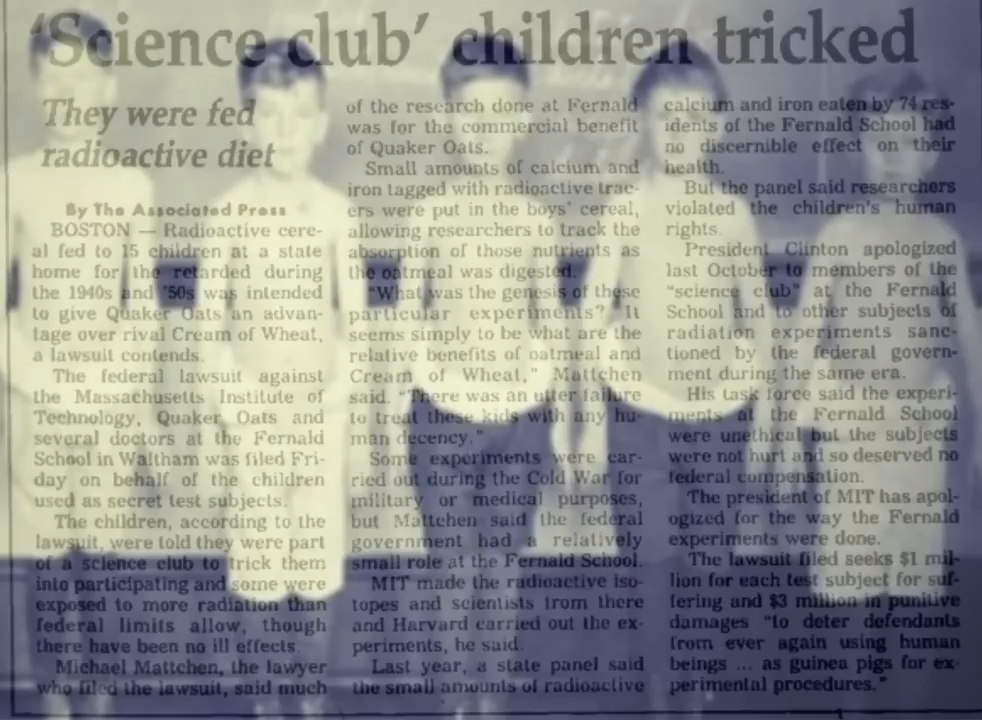 'Science club' children tricked
They were fed
radioactive diet
By The Associated Press
BOSTON — Radioactive cere-
al fed to 15 children at a state
home for the retarded during
the 1940s and '50s was intended
to give Quaker Oats an advan-
tage over rival Cream of Wheat,
a lawsuit contends.
The federal lawsuit against
the Massachusetts Institute of
Technology, Quaker Oats and
several doctors at the Fernald
School in Waltham was filed Fri-
day on behalf of the children
used as secret test subjects.
The children, according to the
lawsuit, were told they were part
of a science club to trick them
into participating and some were
exposed to more radiation than
federal limits allow, though
there have been no ill effects.
Michael Mattchen, the lawyer
who filed the lawsuit, said much
of the research done at Fernald
was for the commercial benefit
of Quaker Oats.
Small amounts of calcium and
iron tagged with radioactive trac-
ers were put in the boys' cereal,
allowing researchers to track the
absorption of those nutrients as
the oatmeal was digested.
"What was the genesis of these
particular experiments? It
seems simply to be what are the
relative benefits of oatmeal and
Cream of Wheat," Mattchen
said. "There was an utter failure
to treat these kids with any hu-
man decency."
Some experiments were car-
ried out during the Cold War for
military or medical purposes,
but Mattchen said the federal
government had a relatively
small role at the Fernald School.
MIT made the radioactive iso-
topes and scientists from there
and Harvard carried out the ex-
periments, he said.
Last year, a state panel said
the small amounts of radioactive
calcium and iron eaten by 74 res-
idents of the Fernald School had
no discernible effect on their
health.
But the panel said researchers
violated the children's human
rights.
President Clinton apologized
last October to members of the
"science club" at the Fernald
School and to other subjects of
radiation experiments sanc-
tioned by the federal govern-
ment during the same era.
His task force said the experi-
ments at the Fernald School
were unethical but the subjects
were not hurt and so deserved no
federal compensation.
The president of MIT has apol-
ogized for the way the Fernald
experiments were done.
The lawsuit filed seeks $1 mil-
lion for each test subject for suf-
fering and $3 million in punitive
damages "to deter defendants
from ever again using human
beings ... as guinea pigs for ex-
perimental procedures."